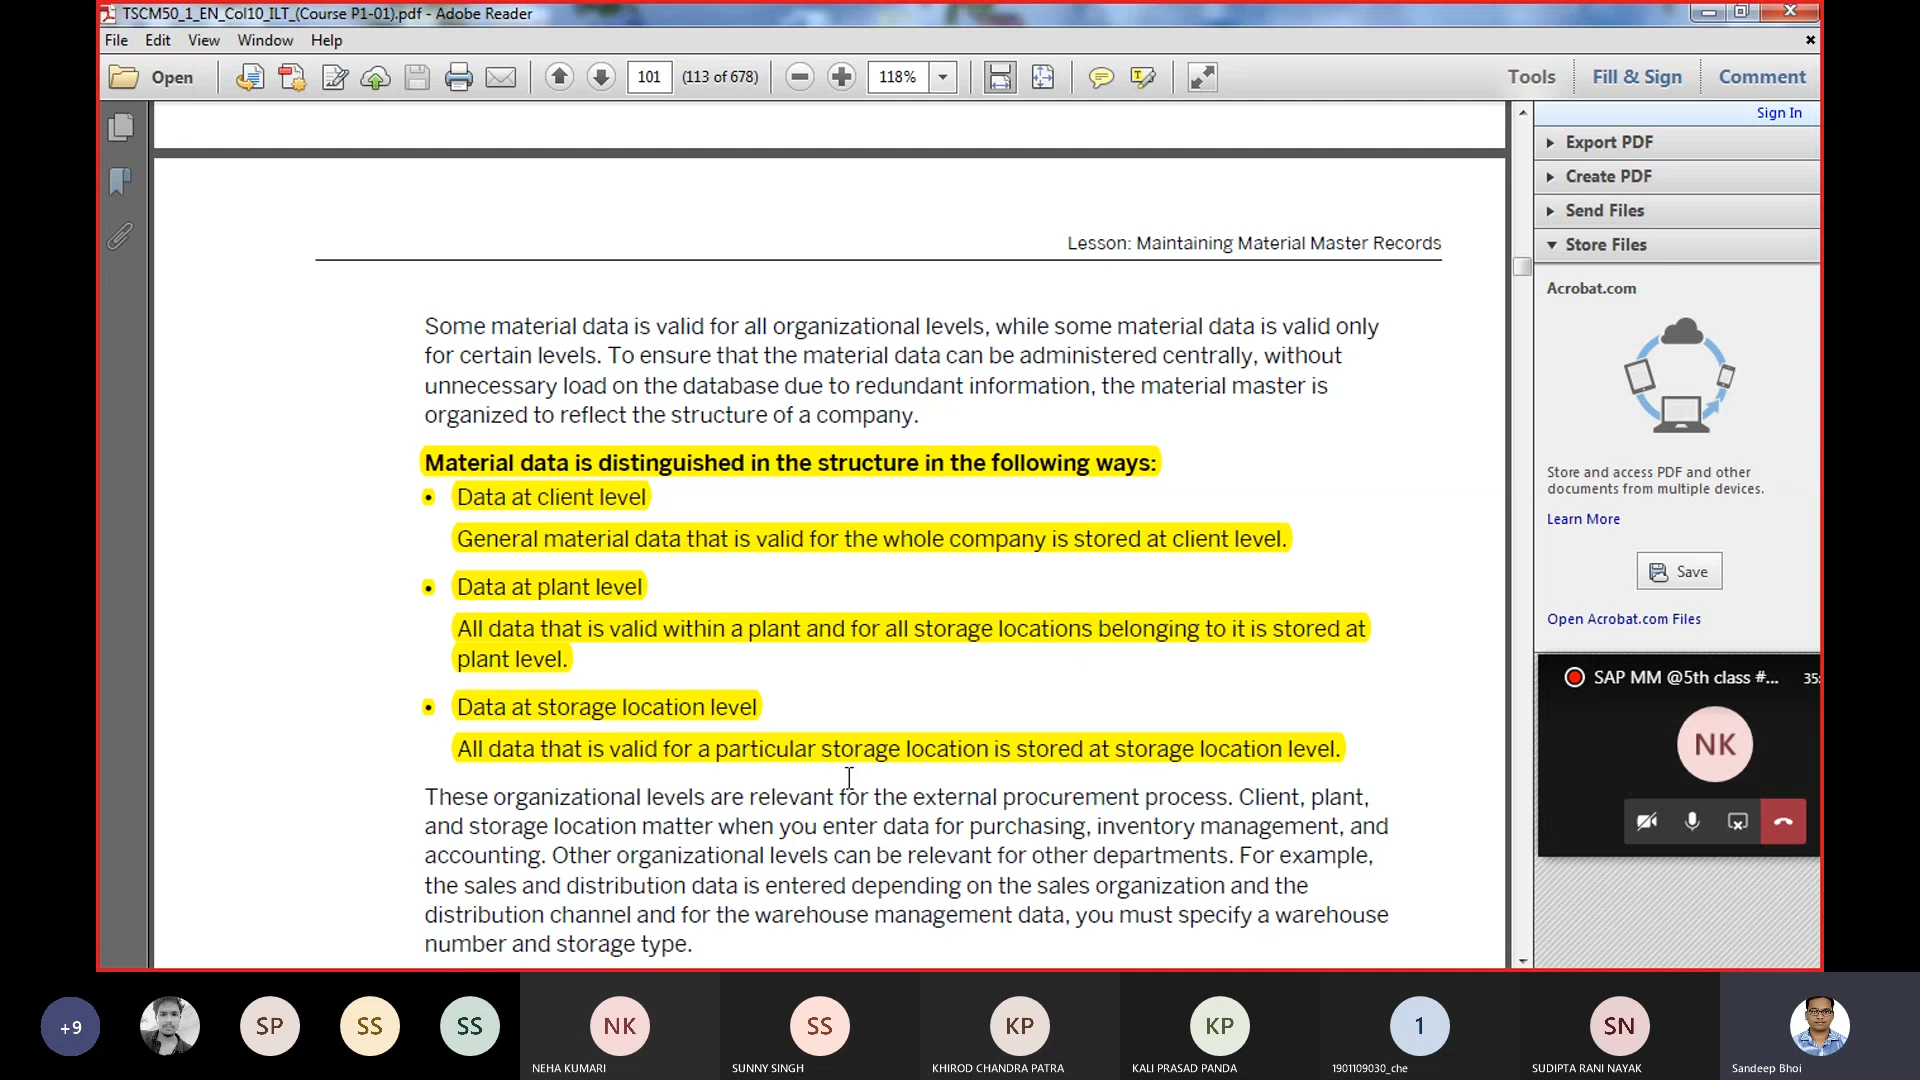 TSCM50_1_EN_Col10_ILT_(Course P1-01).pdf - Adobe Reader
File Edit View Window Help
Open 101 (113 of 678) 118% Tools Fill & Sign Comment
Sign In
Export PDF
Create PDF
Send Files
Store Files
Acrobat.com
Store and access PDF and other
documents from multiple devices.
Learn More
Save
Open Acrobat.com Files
Lesson: Maintaining Material Master Records
Some material data is valid for all organizational levels, while some material data is valid only
for certain levels. To ensure that the material data can be administered centrally, without
unnecessary load on the database due to redundant information, the material master is
organized to reflect the structure of a company.
Material data is distinguished in the structure in the following ways:
• Data at client level
General material data that is valid for the whole company is stored at client level.
• Data at plant level
All data that is valid within a plant and for all storage locations belonging to it is stored at
plant level.
• Data at storage location level
All data that is valid for a particular storage location is stored at storage location level.
These organizational levels are relevant for the external procurement process. Client, plant,
and storage location matter when you enter data for purchasing, inventory management, and
accounting. Other organizational levels can be relevant for other departments. For example,
the sales and distribution data is entered depending on the sales organization and the
distribution channel and for the warehouse management data, you must specify a warehouse
number and storage type.
SAP MM @5th class #... 35:
NK
+9 SP SS SS NK SS KP KP 1 SN
NEHA KUMARI SUNNY SINGH KHIROD CHANDRA PATRA KALI PRASAD PANDA 1901109030_che SUDIPTA RANI NAYAK Sandeep Bhoi